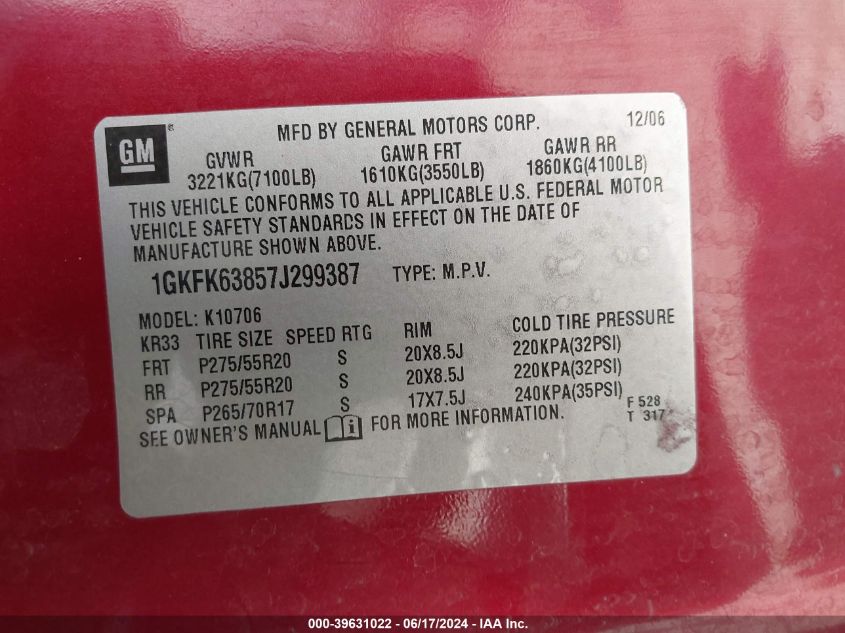 GM ®
MFD BY GENERAL MOTORS CORP. 12/06
GVWR GAWR FRT GAWR RR
3221KG(7100LB) 1610KG(3550LB) 1860KG(4100LB)
THIS VEHICLE CONFORMS TO ALL APPLICABLE U.S. FEDERAL MOTOR
VEHICLE SAFETY STANDARDS IN EFFECT ON THE DATE OF
MANUFACTURE SHOWN ABOVE.
1GKFK63857J299387 TYPE: M.P.V.
MODEL: K10706
KR33 TIRE SIZE SPEED RTG RIM COLD TIRE PRESSURE
FRT P275/55R20 S 20X8.5J 220KPA(32PSI)
RR P275/55R20 S 20X8.5J 220KPA(32PSI)
SPA P265/70R17 S 17X7.5J 240KPA(35PSI)
F 528
T 317
SEE OWNER'S MANUAL i FOR MORE INFORMATION.
000-39631022 - 06/17/2024 - IAA Inc.